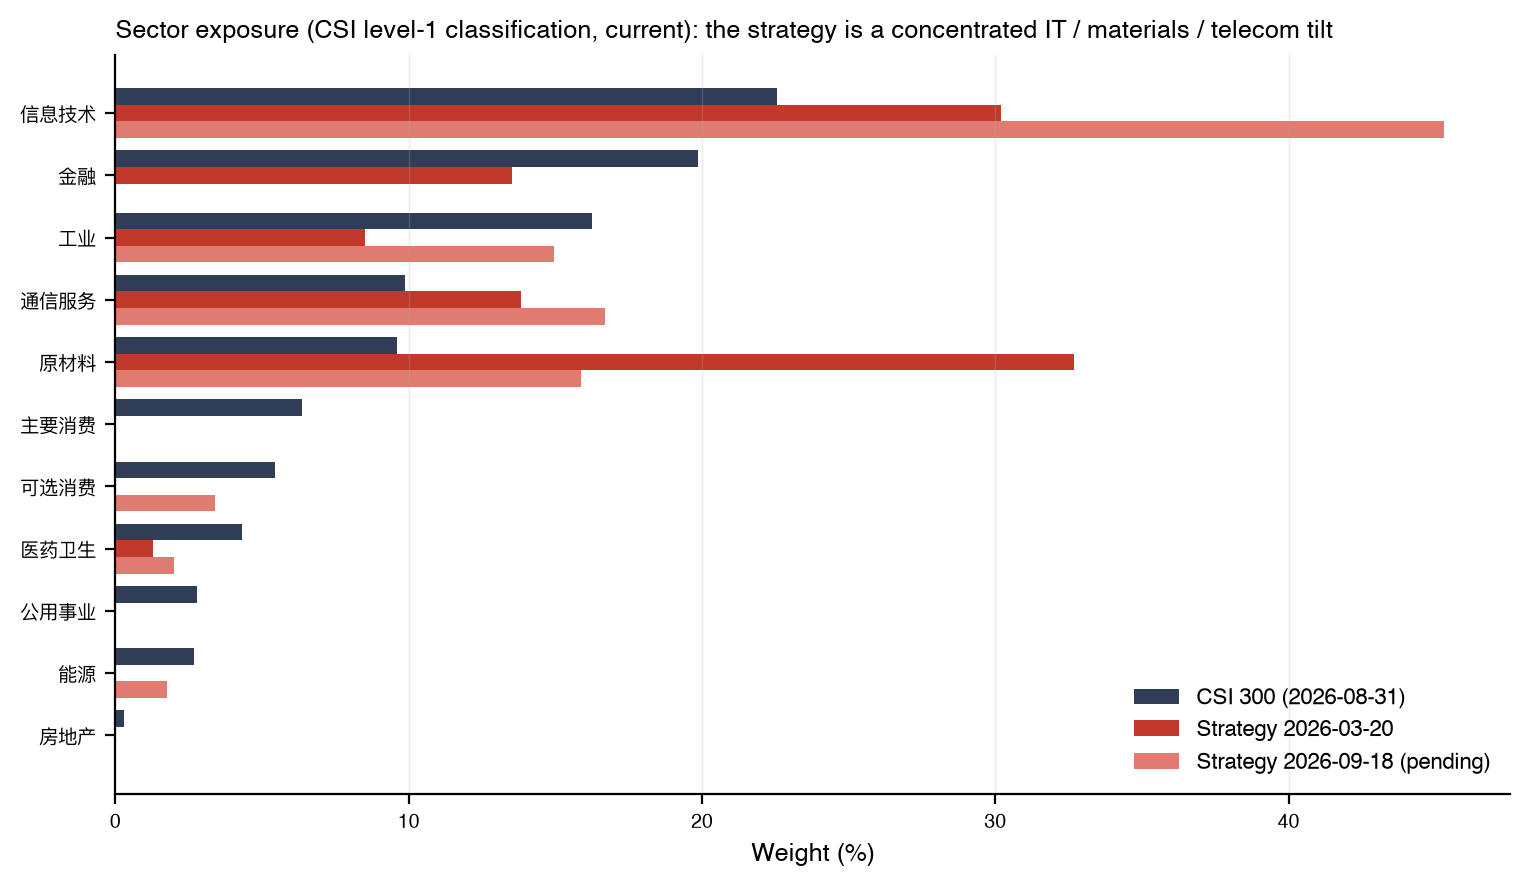 Sector exposure (CSI level-1 classification, current): the strategy is a concentrated IT / materials / telecom tilt
信息技术
金融
工业
通信服务
原材料
主要消费
可选消费
医药卫生
公用事业
能源
房地产
CSI 300 (2026-08-31)
Strategy 2026-03-20
Strategy 2026-09-18 (pending)
0 10 20 30 40
Weight (%)